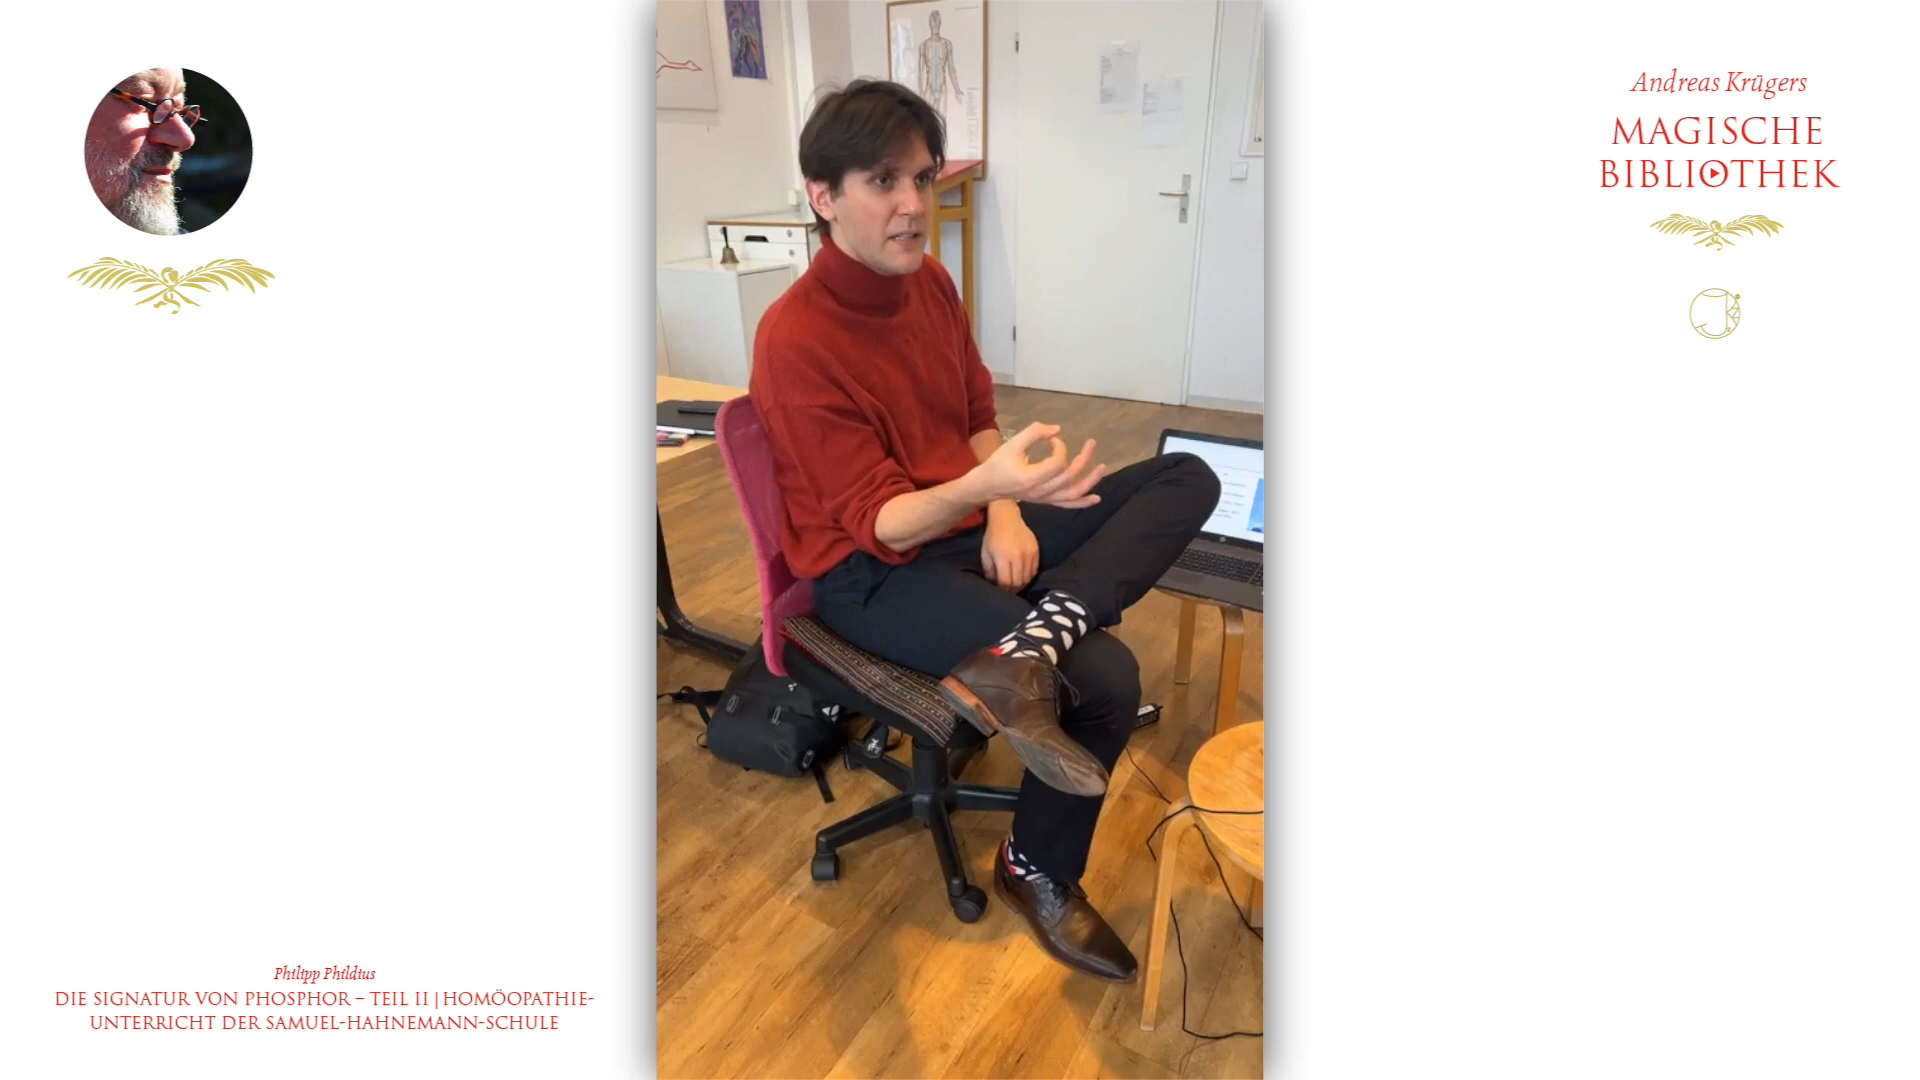 Andreas Krügers
MAGISCHE
BIBLIOTHEK
Philipp Phildius
DIE SIGNATUR VON PHOSPHOR – TEIL II | HOMÖOPATHIE-
UNTERRICHT DER SAMUEL-HAHNEMANN-SCHULE